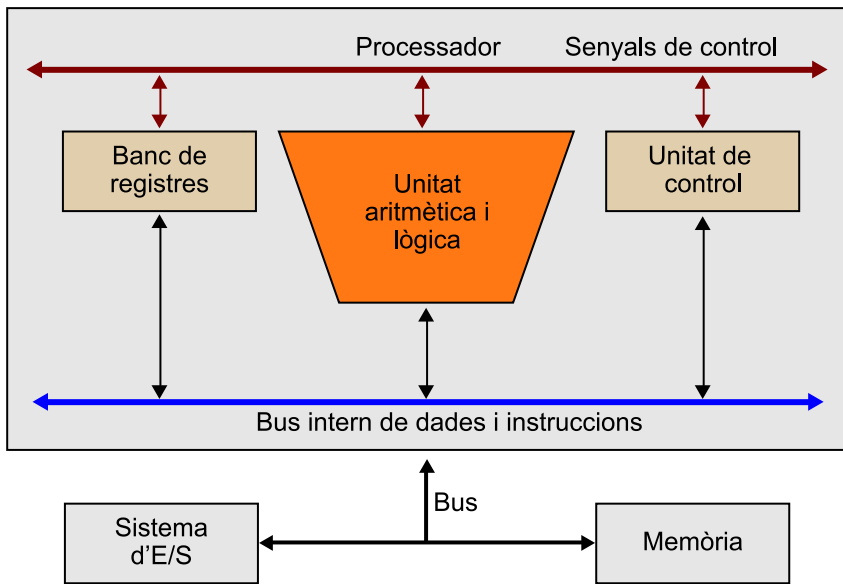 Processador
Senyals de control
Banc de
registres
Unitat
aritmètica i
lògica
Unitat de
control
Bus intern de dades i instruccions
Bus
Sistema
d'E/S
Memòria